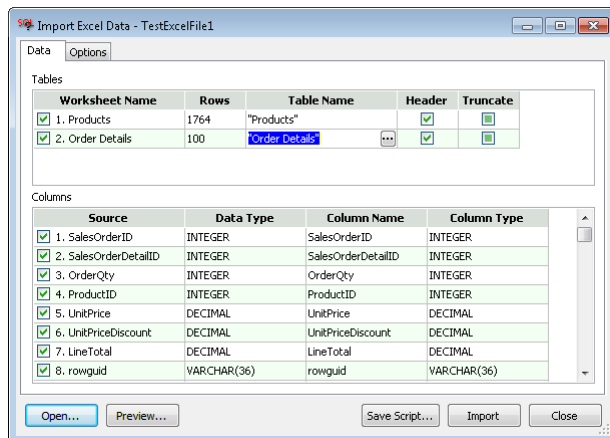 SQL Import Excel Data - TestExcelFile1
Data Options
Tables
Worksheet Name Rows Table Name Header Truncate
1. Products 1764 "Products"
2. Order Details 100 "Order Details" ...
Columns
Source Data Type Column Name Column Type
1. SalesOrderID INTEGER SalesOrderID INTEGER
2. SalesOrderDetailID INTEGER SalesOrderDetailID INTEGER
3. OrderQty INTEGER OrderQty INTEGER
4. ProductID INTEGER ProductID INTEGER
5. UnitPrice DECIMAL UnitPrice DECIMAL
6. UnitPriceDiscount DECIMAL UnitPriceDiscount DECIMAL
7. LineTotal DECIMAL LineTotal DECIMAL
8. rowguid VARCHAR(36) rowguid VARCHAR(36)
Open... Preview... Save Script... Import Close